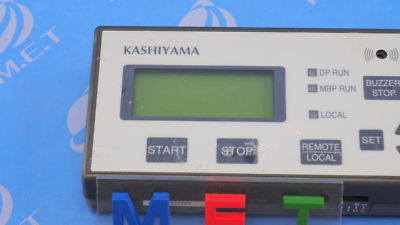 KASHIYAMA
DP RUN
MBP RUN
BUZZER
STOP
LOCAL
START
STOP
REMOTE
LOCAL
SET
M.E.T
M E T